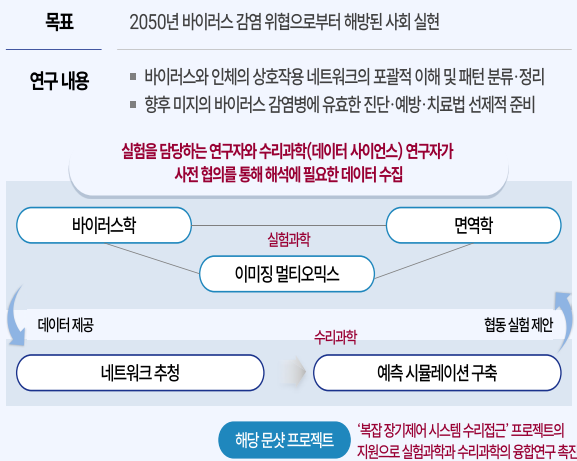 목표
2050년 바이러스 감염 위협으로부터 해방된 사회 실현
연구 내용
▪ 바이러스와 인체의 상호작용 네트워크의 포괄적 이해 및 패턴 분류·정리
▪ 향후 미지의 바이러스 감염병에 유효한 진단·예방·치료법 선제적 준비
실험을 담당하는 연구자와 수리과학(데이터 사이언스) 연구자가
사전 협의를 통해 해석에 필요한 데이터 수집
바이러스학
면역학
실험과학
이미징 멀티오믹스
데이터 제공
협동 실험 제안
수리과학
네트워크 추청
예측 시뮬레이션 구축
해당 문샷 프로젝트
‘복잡 장기제어 시스템 수리접근’ 프로젝트의
지원으로 실험과학과 수리과학의 융합연구 촉진